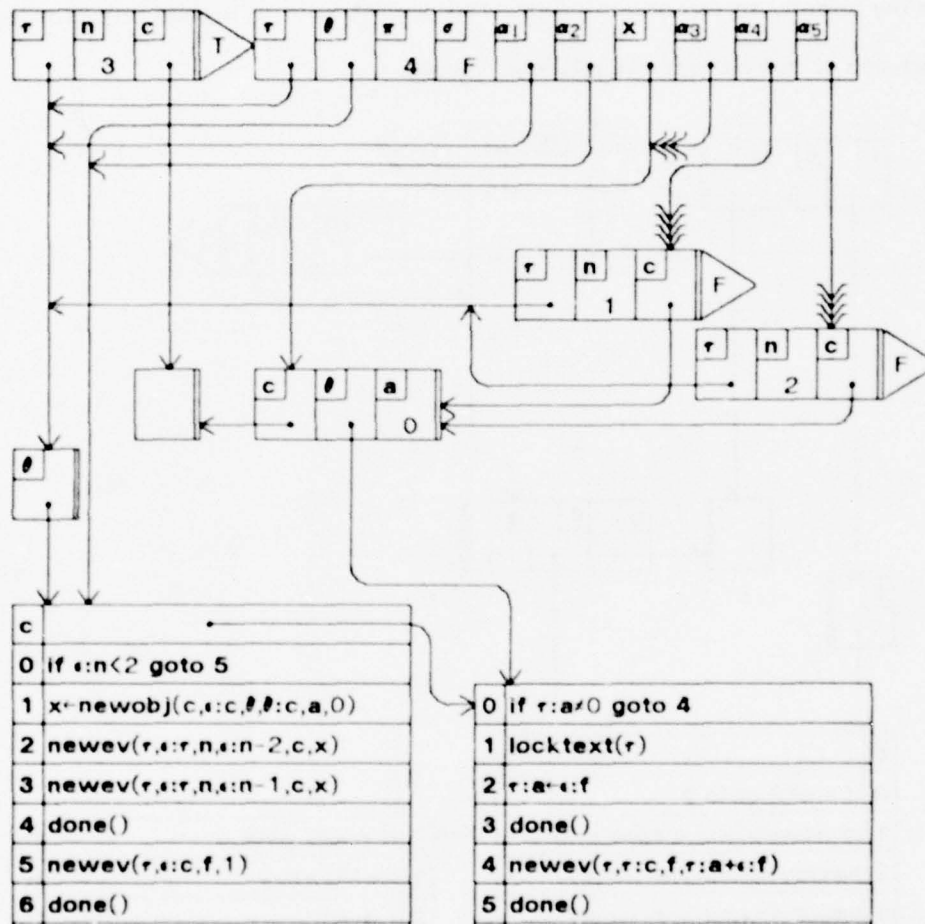 τ n c T τ θ π σ α1 α2 x α3 α4 α5
3 4 F
τ n c F
1
τ n c F
2
c θ a
0
θ
c
0 if ε:n<2 goto 5
1 x←newobj(c,ε:c,θ,θ:c,a,0)
2 newev(τ,ε:τ,n,ε:n-2,c,x)
3 newev(τ,ε:τ,n,ε:n-1,c,x)
4 done()
5 newev(τ,ε:c,f,1)
6 done()
0 if τ:a≠0 goto 4
1 locktext(τ)
2 τ:a←ε:f
3 done()
4 newev(τ,τ:c,f,τ:a+ε:f)
5 done()